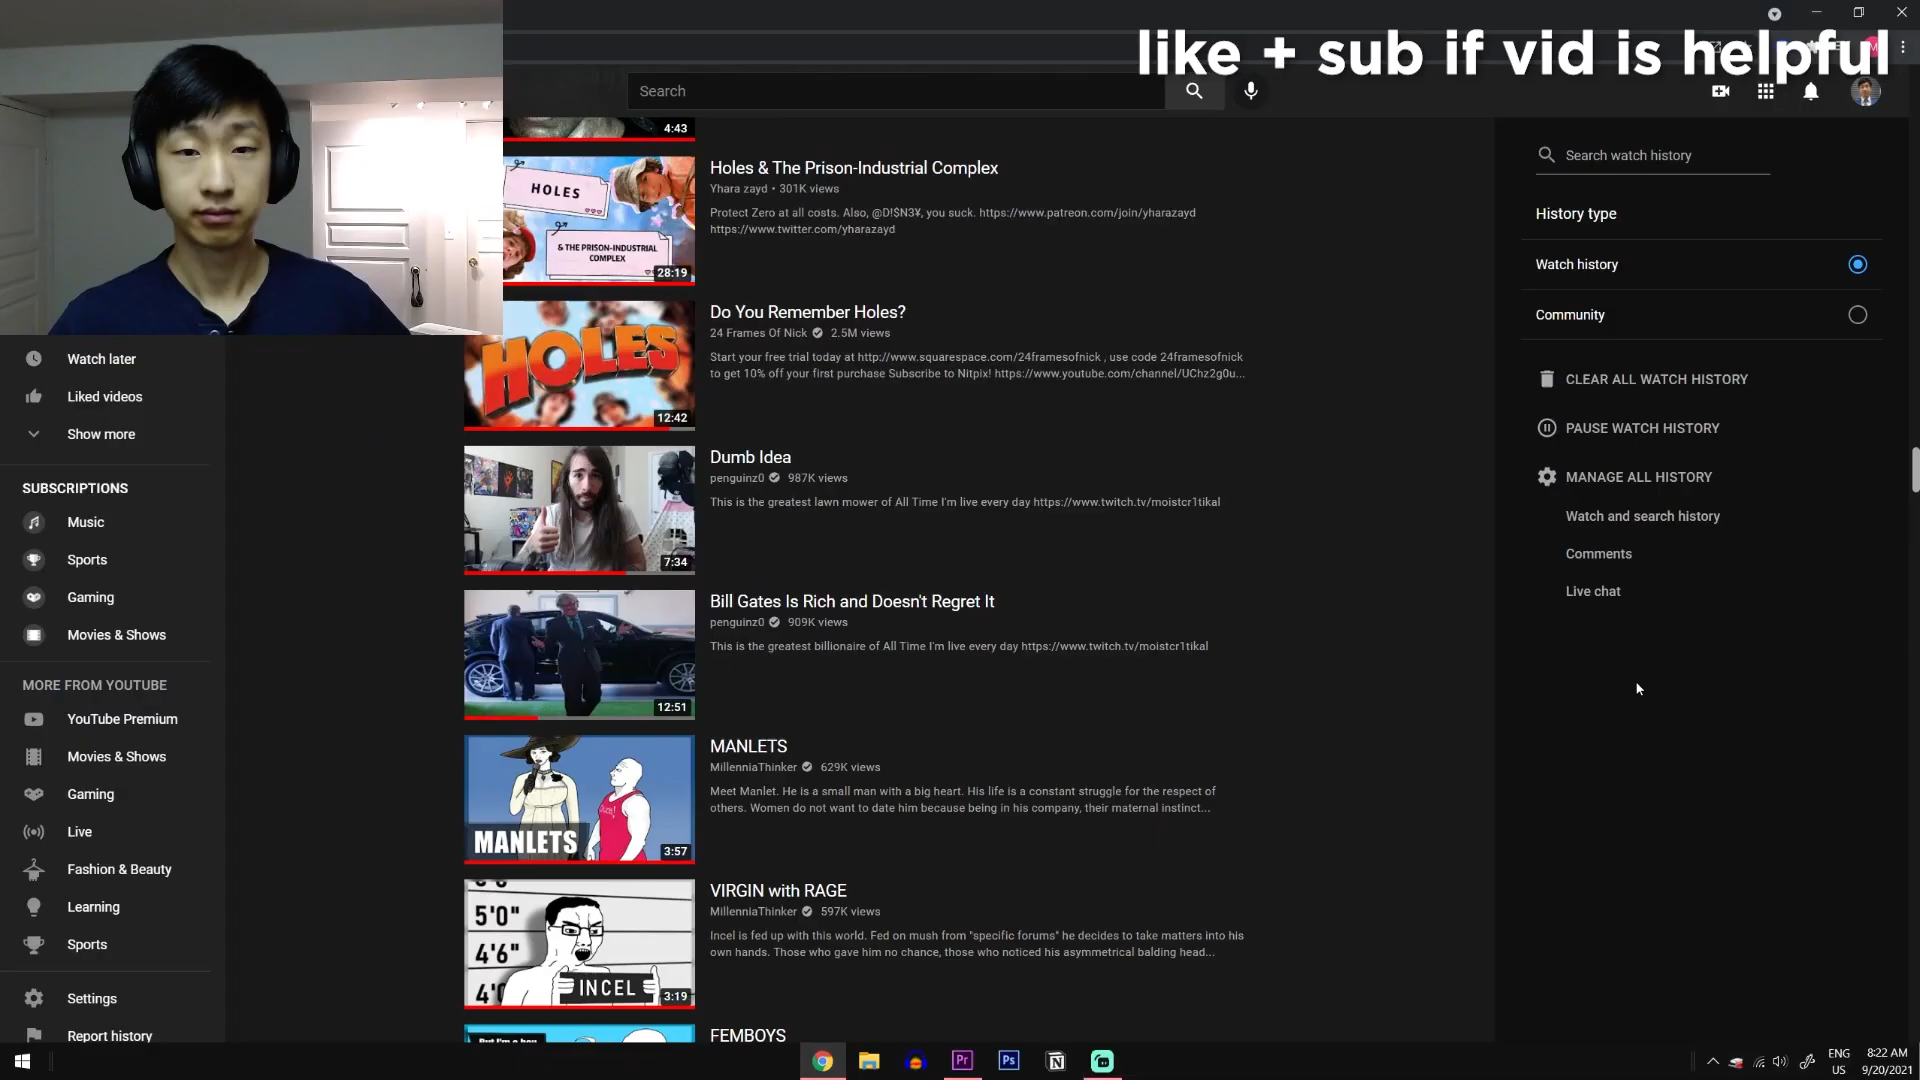 like + sub if vid is helpful
Search
4:43
HOLES
& THE PRISON-INDUSTRIAL
COMPLEX
28:19
Holes & The Prison-Industrial Complex
Yhara zayd • 301K views
Protect Zero at all costs. Also, @D!$N3¥, you suck. https://www.patreon.com/join/yharazayd
https://www.twitter.com/yharazayd
HOLES
12:42
Do You Remember Holes?
24 Frames Of Nick 2.5M views
Start your free trial today at http://www.squarespace.com/24framesofnick , use code 24framesofnick
to get 10% off your first purchase Subscribe to Nitpix! https://www.youtube.com/channel/UChz2g0u...
7:34
Dumb Idea
penguinz0 987K views
This is the greatest lawn mower of All Time I'm live every day https://www.twitch.tv/moistcr1tikal
12:51
Bill Gates Is Rich and Doesn't Regret It
penguinz0 909K views
This is the greatest billionaire of All Time I'm live every day https://www.twitch.tv/moistcr1tikal
MANLETS
3:57
MANLETS
MillenniaThinker 629K views
Meet Manlet. He is a small man with a big heart. His life is a constant struggle for the respect of
others. Women do not want to date him because being in his company, their maternal instinct...
5'0"
4'6"
INCEL
3:19
VIRGIN with RAGE
MillenniaThinker 597K views
Incel is fed up with this world. Fed on mush from "specific forums" he decides to take matters into his
own hands. Those who gave him no chance, those who noticed his asymmetrical balding head...
FEMBOYS
Watch later
Liked videos
Show more
SUBSCRIPTIONS
Music
Sports
Gaming
Movies & Shows
MORE FROM YOUTUBE
YouTube Premium
Movies & Shows
Gaming
Live
Fashion & Beauty
Learning
Sports
Settings
Report history
Search watch history
History type
Watch history
Community
CLEAR ALL WATCH HISTORY
PAUSE WATCH HISTORY
MANAGE ALL HISTORY
Watch and search history
Comments
Live chat
Pr
Ps
ENG
US
8:22 AM
9/20/2021